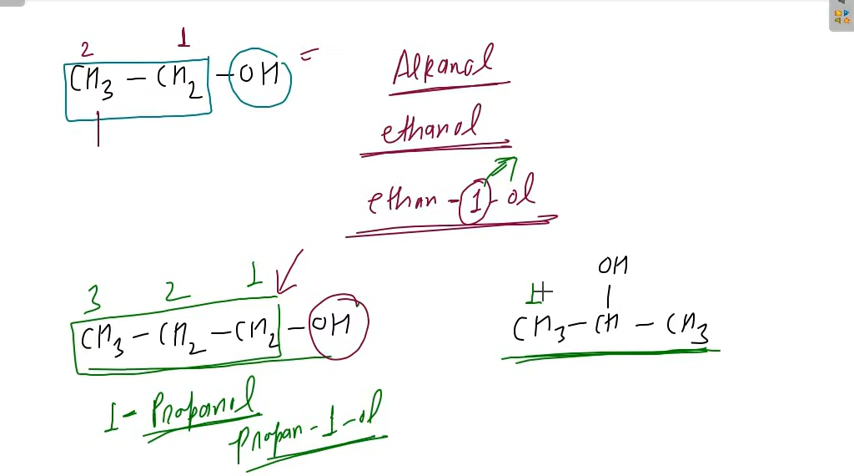 2 1
CH3 - CH2 - OH =
Alkanol
ethanol
ethan - 1 - ol
3 2 1
CH3 - CH2 - CH2 - OH
1 - Propanol
Propan - 1 - ol
OH
1
CH3 - CH - CH3